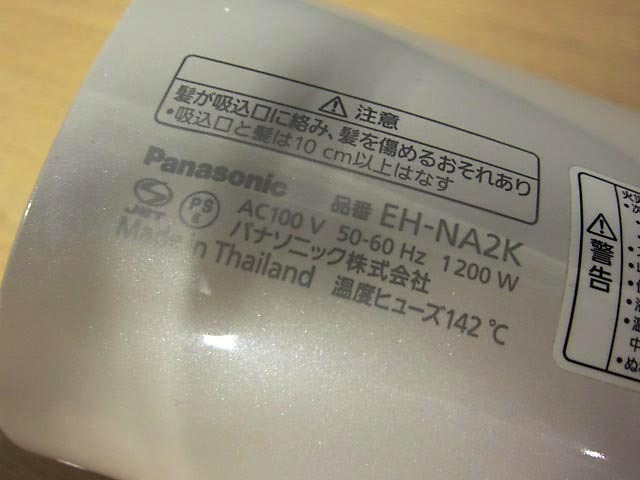 注意
髪が吸込口に絡み、髪を傷めるおそれあり
•吸込口と髪は10 cm以上はなす
Panasonic 品番 EH-NA2K
JET PS E AC100 V 50-60 Hz 1200 W
パナソニック株式会社
Made in Thailand 温度ヒューズ142 ℃
警告